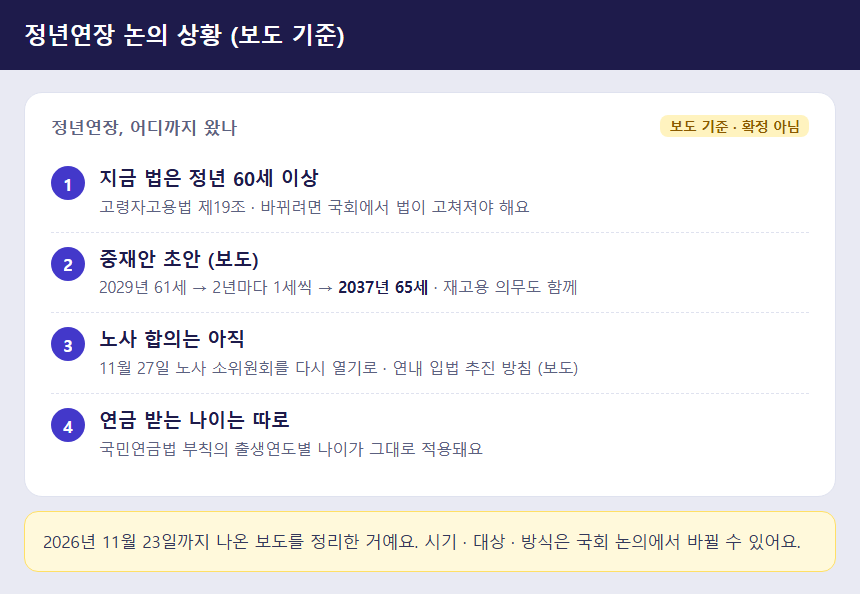 정년연장 논의 상황 (보도 기준)
정년연장, 어디까지 왔나
보도 기준 · 확정 아님
1
지금 법은 정년 60세 이상
고령자고용법 제19조 · 바뀌려면 국회에서 법이 고쳐져야 해요
2
중재안 초안 (보도)
2029년 61세 → 2년마다 1세씩 → 2037년 65세 · 재고용 의무도 함께
3
노사 합의는 아직
11월 27일 노사 소위원회를 다시 열기로 · 연내 입법 추진 방침 (보도)
4
연금 받는 나이는 따로
국민연금법 부칙의 출생연도별 나이가 그대로 적용돼요
2026년 11월 23일까지 나온 보도를 정리한 거예요. 시기 · 대상 · 방식은 국회 논의에서 바뀔 수 있어요.